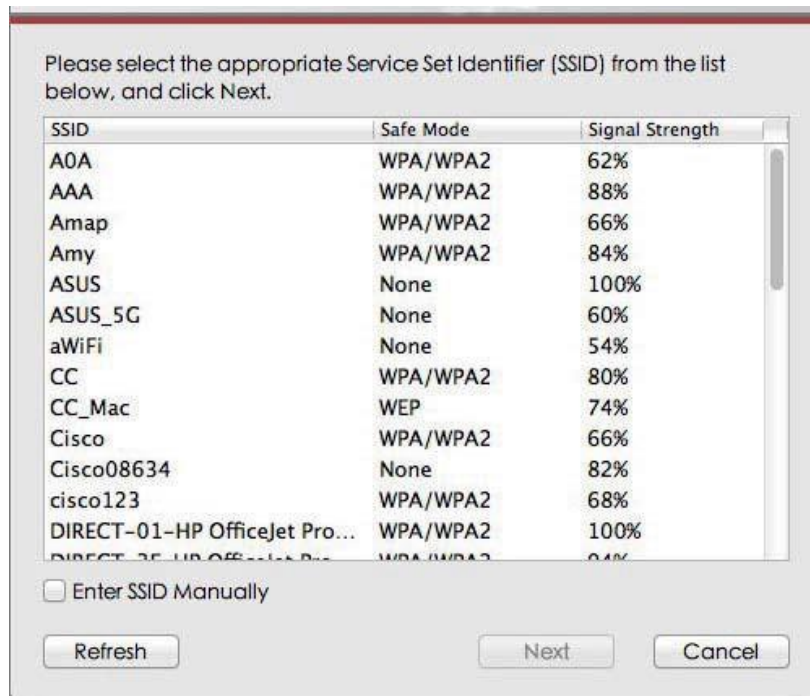 Please select the appropriate Service Set Identifier (SSID) from the list
below, and click Next.
SSID Safe Mode Signal Strength
A0A WPA/WPA2 62%
AAA WPA/WPA2 88%
Amap WPA/WPA2 66%
Amy WPA/WPA2 84%
ASUS None 100%
ASUS_5G None 60%
aWiFi None 54%
CC WPA/WPA2 80%
CC_Mac WEP 74%
Cisco WPA/WPA2 66%
Cisco08634 None 82%
cisco123 WPA/WPA2 68%
DIRECT-01-HP OfficeJet Pro... WPA/WPA2 100%
Enter SSID Manually
Refresh Next Cancel